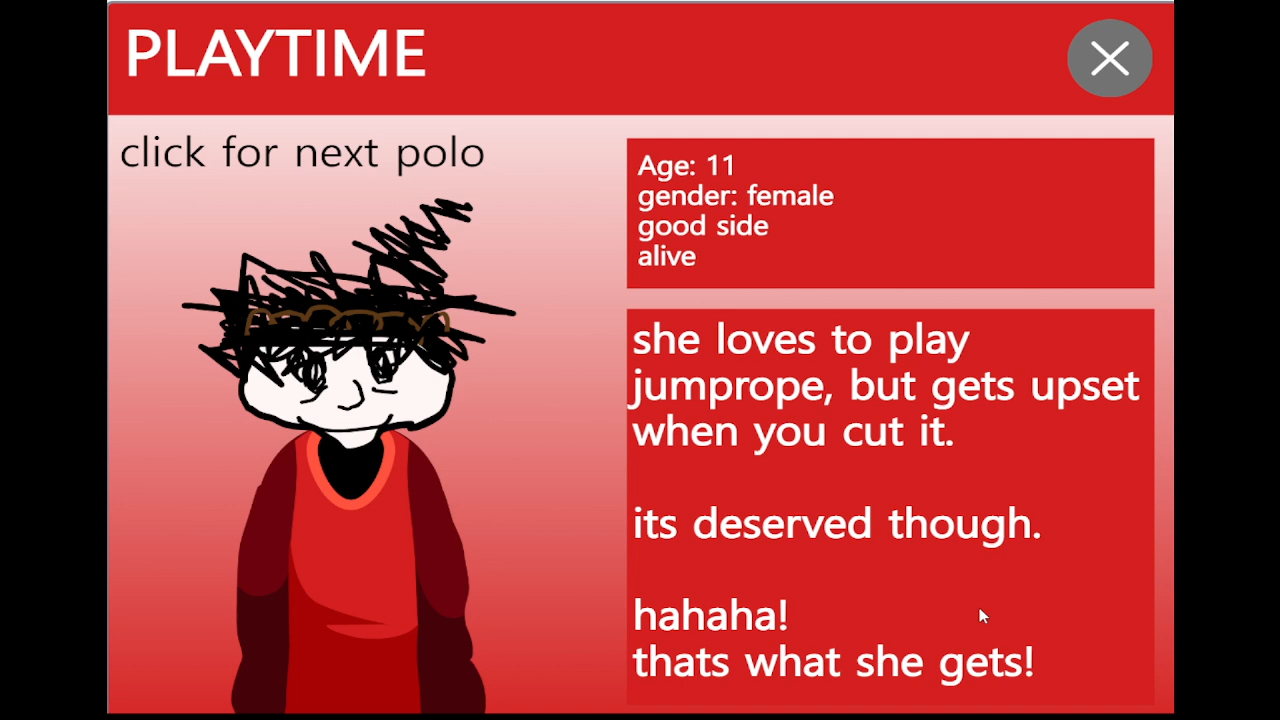 PLAYTIME
click for next polo
Age: 11
gender: female
good side
alive
she loves to play
jumprope, but gets upset
when you cut it.
its deserved though.
hahaha!
thats what she gets!